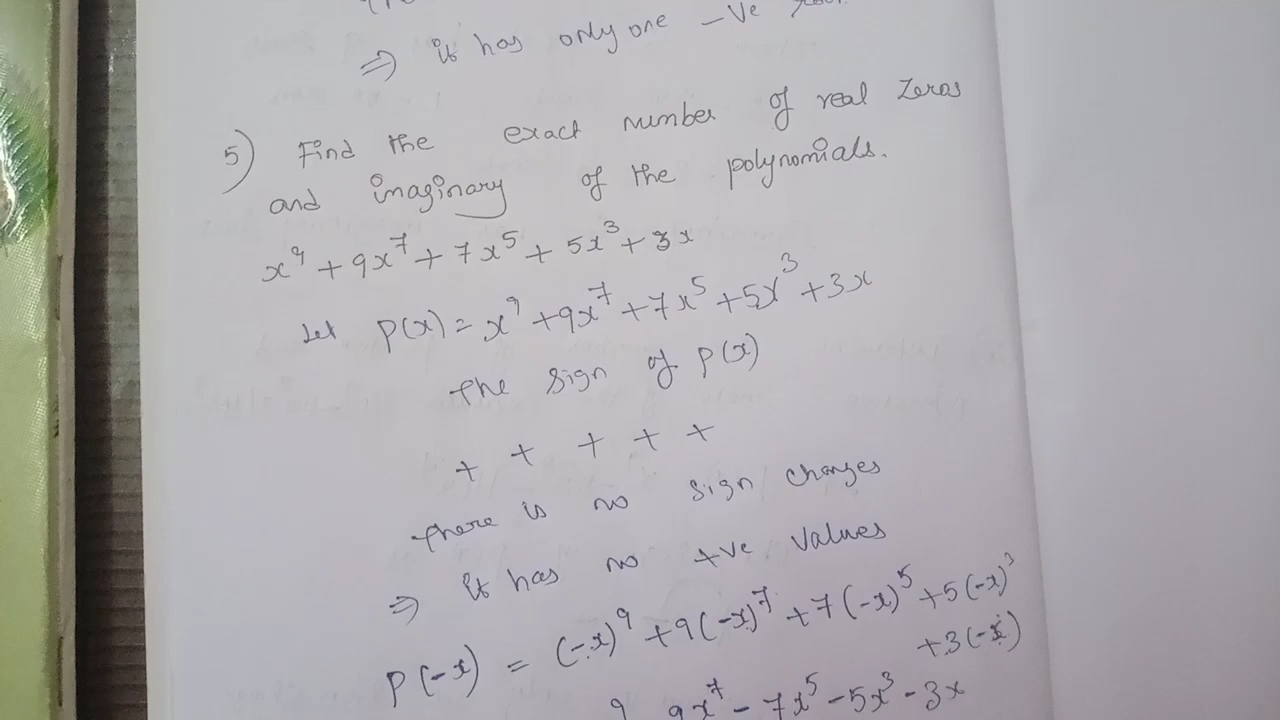 ⇒ it has only one -ve
5) Find the exact number of real zeros
and imaginary of the polynomials.
x⁹ + 9x⁷ + 7x⁵ + 5x³ + 3x
Let P(x) = x⁹ + 9x⁷ + 7x⁵ + 5x³ + 3x
the sign of P(x)
+ + + + +
there is no sign changes
⇒ it has no +ve values
P(-x) = (-x)⁹ + 9(-x)⁷ + 7(-x)⁵ + 5(-x)³
+ 3(-x)
9x⁷ - 7x⁵ - 5x³ - 3x